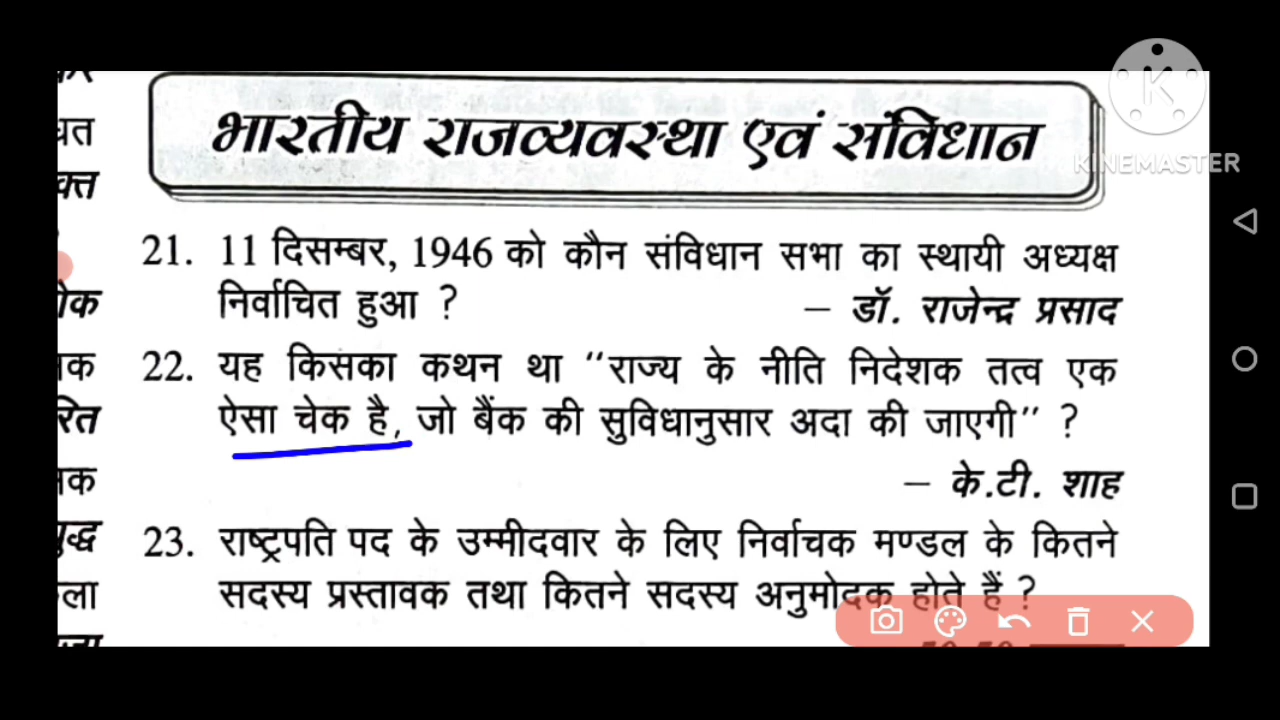 KINEMASTER
भारतीय राजव्यवस्था एवं संविधान
21. 11 दिसम्बर, 1946 को कौन संविधान सभा का स्थायी अध्यक्ष
निर्वाचित हुआ ? – डॉ. राजेन्द्र प्रसाद
22. यह किसका कथन था "राज्य के नीति निदेशक तत्व एक
ऐसा चेक है, जो बैंक की सुविधानुसार अदा की जाएगी" ?
– के.टी. शाह
23. राष्ट्रपति पद के उम्मीदवार के लिए निर्वाचक मण्डल के कितने
सदस्य प्रस्तावक तथा कितने सदस्य अनुमोदक होते हैं ?